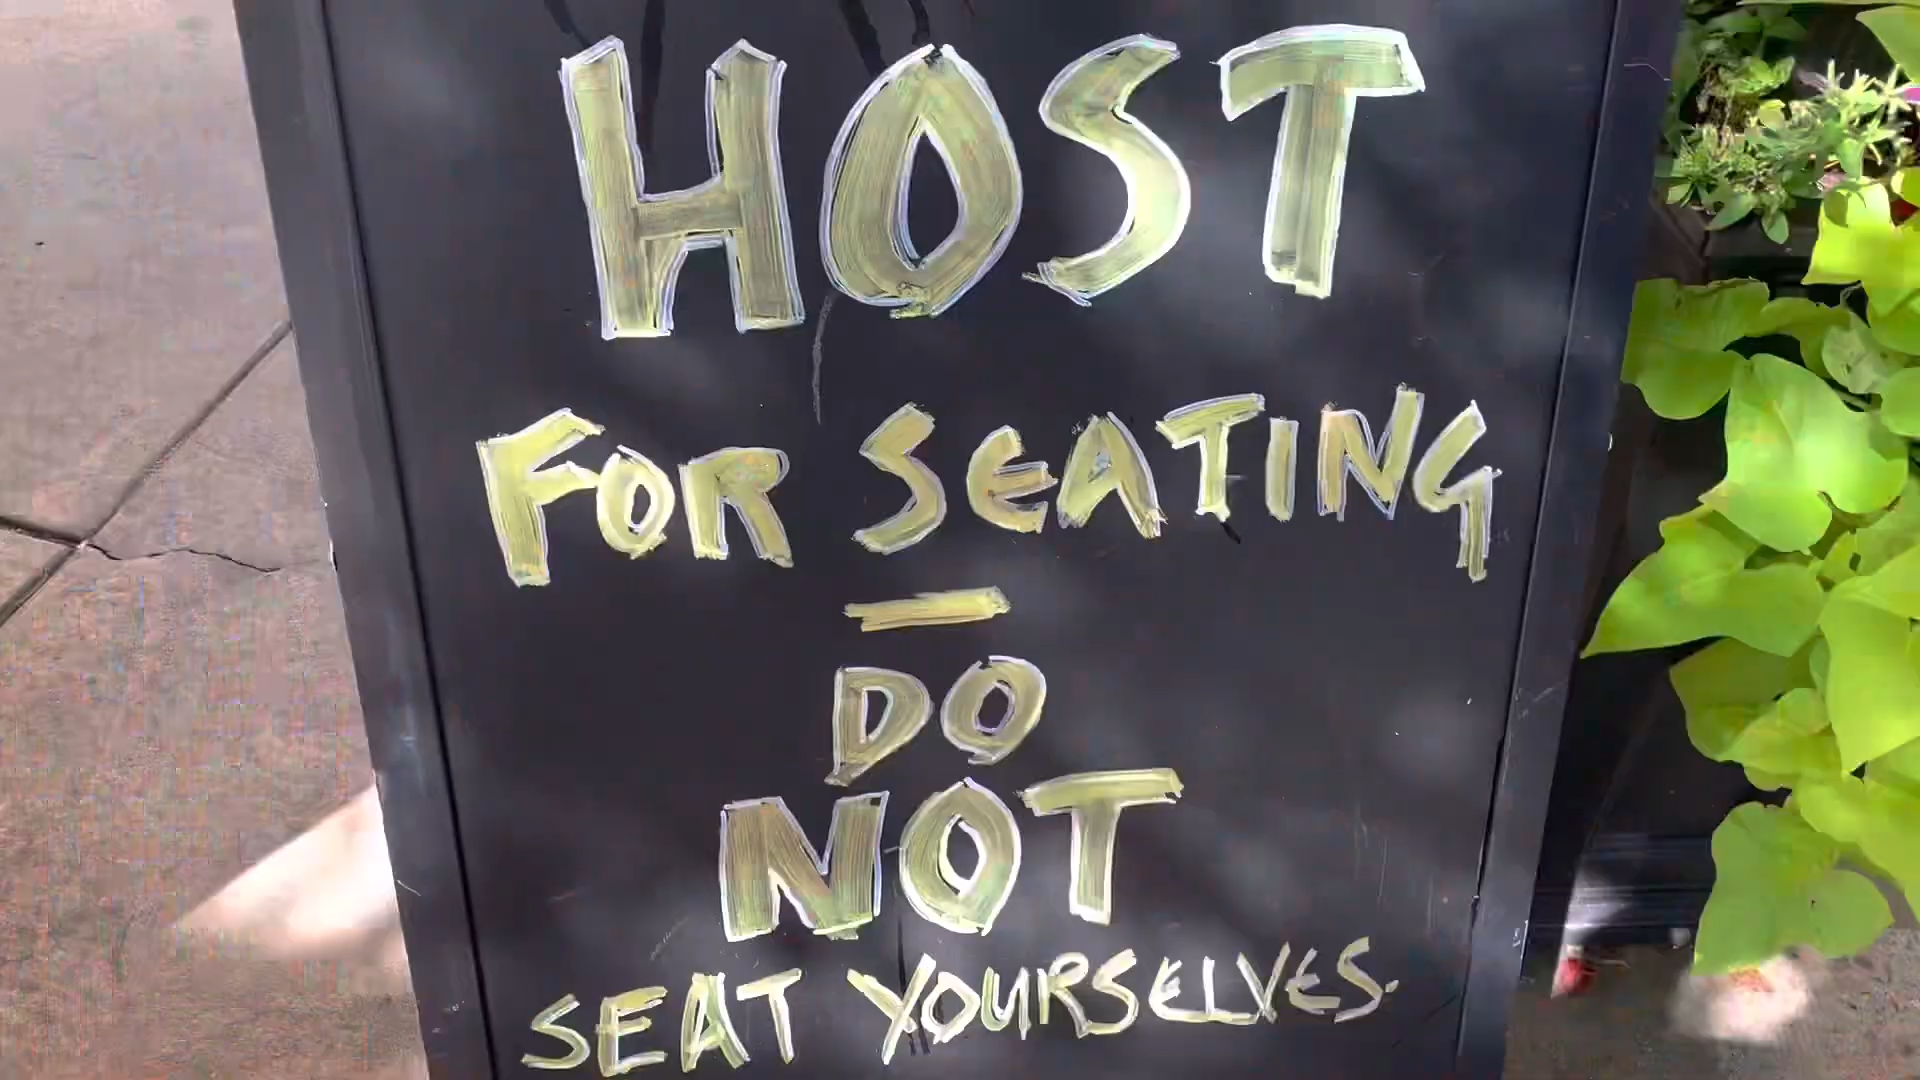 HOST
FOR SEATING
—
DO
NOT
SEAT YOURSELVES.